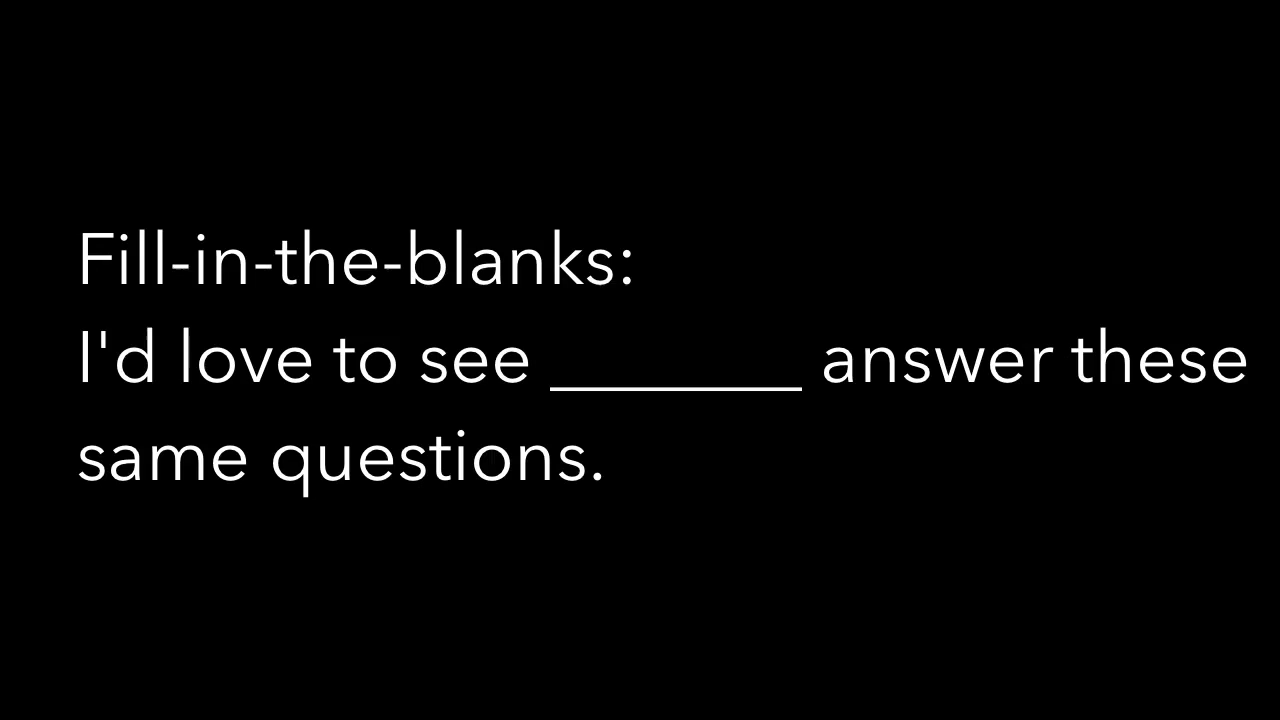 Fill-in-the-blanks:
I'd love to see _______ answer these
same questions.